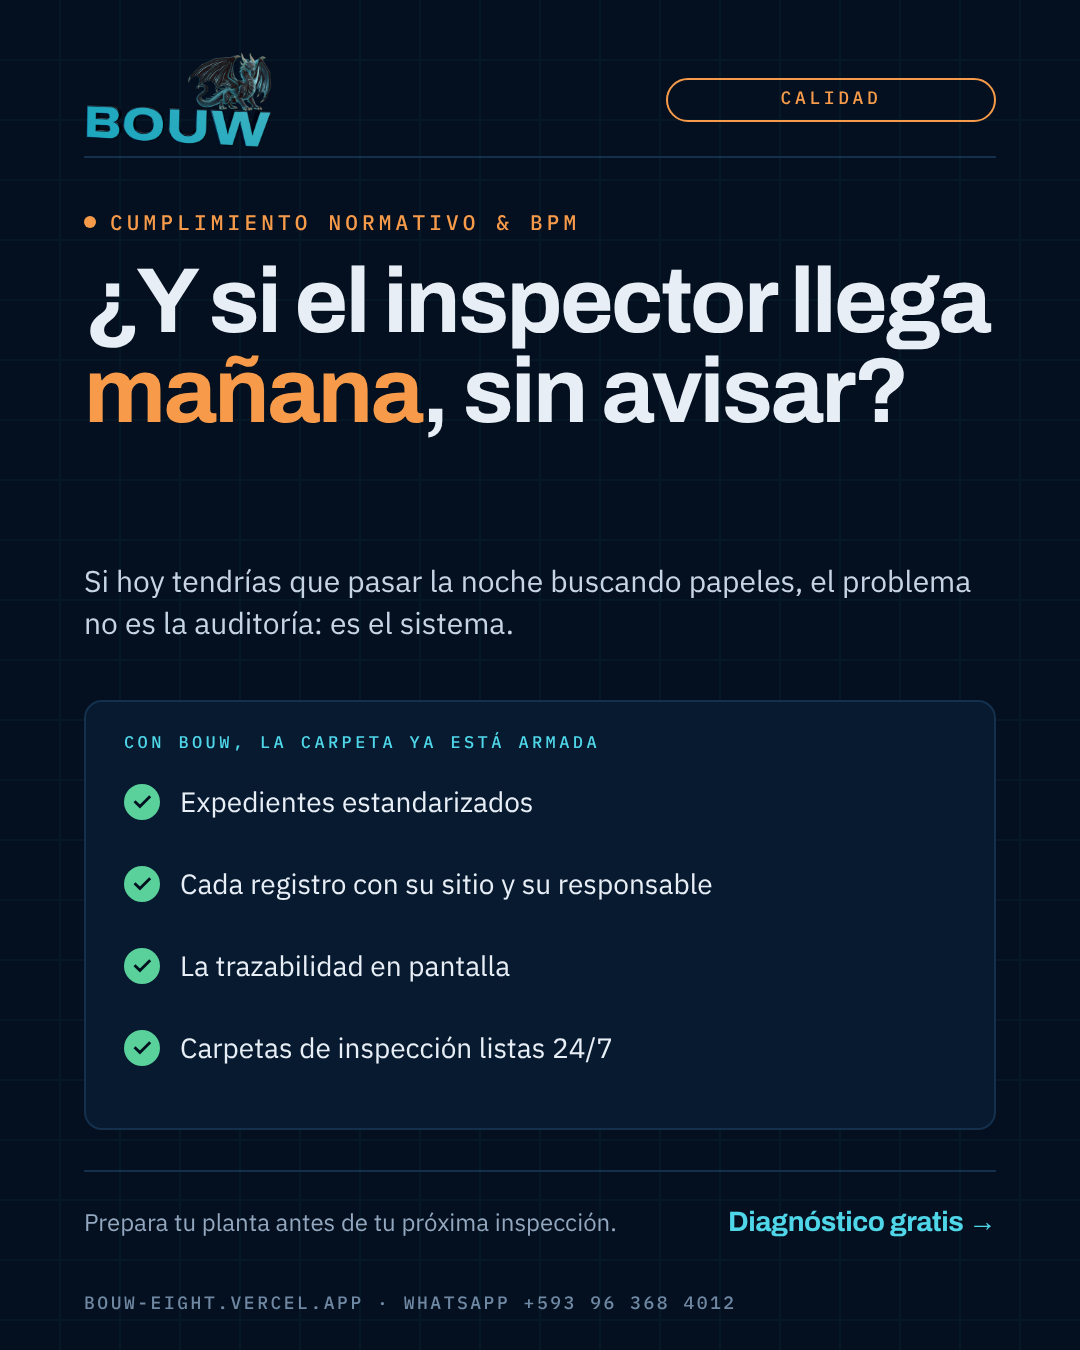 BOUW
CALIDAD
CUMPLIMIENTO NORMATIVO & BPM
¿Y si el inspector llega
mañana, sin avisar?
Si hoy tendrías que pasar la noche buscando papeles, el problema
no es la auditoría: es el sistema.
CON BOUW, LA CARPETA YA ESTÁ ARMADA
Expedientes estandarizados
Cada registro con su sitio y su responsable
La trazabilidad en pantalla
Carpetas de inspección listas 24/7
Prepara tu planta antes de tu próxima inspección.
Diagnóstico gratis →
BOUW-EIGHT.VERCEL.APP · WHATSAPP +593 96 368 4012